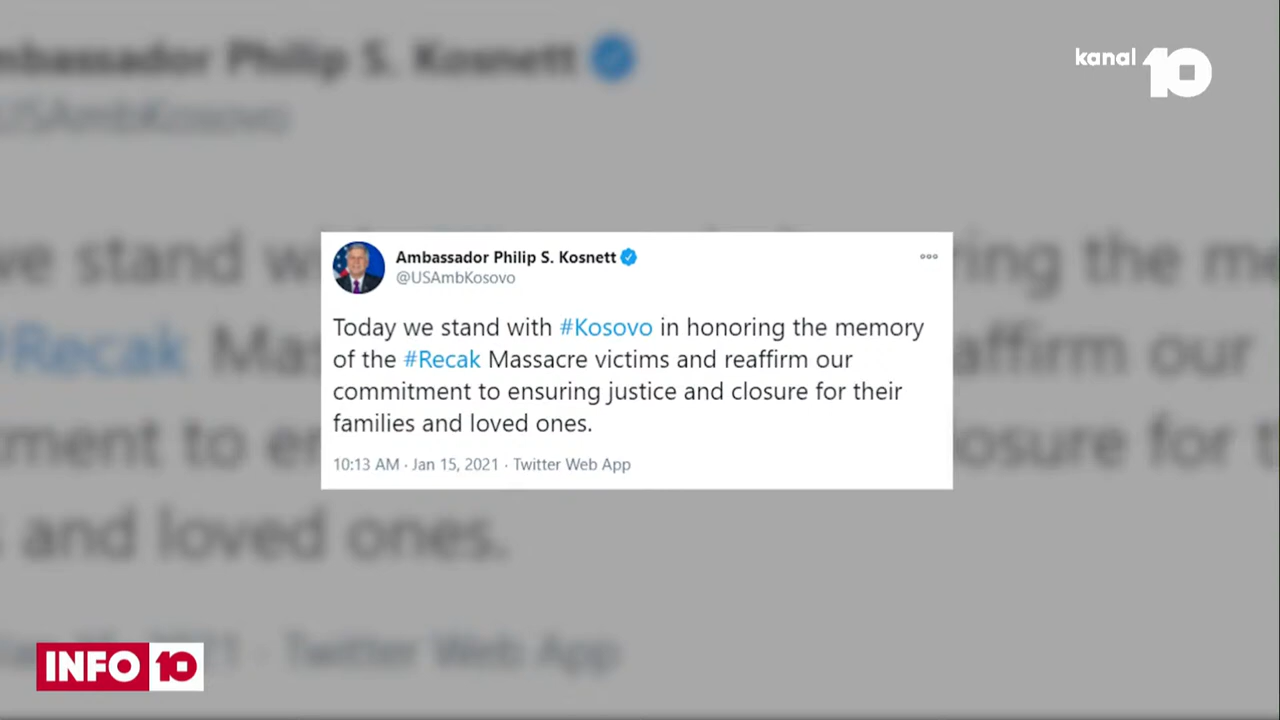 kanal 10
Ambassador Philip S. Kosnett
@USAmbKosovo
Today we stand with #Kosovo in honoring the memory
of the #Recak Massacre victims and reaffirm our
commitment to ensuring justice and closure for their
families and loved ones.
10:13 AM · Jan 15, 2021 · Twitter Web App
INFO 10